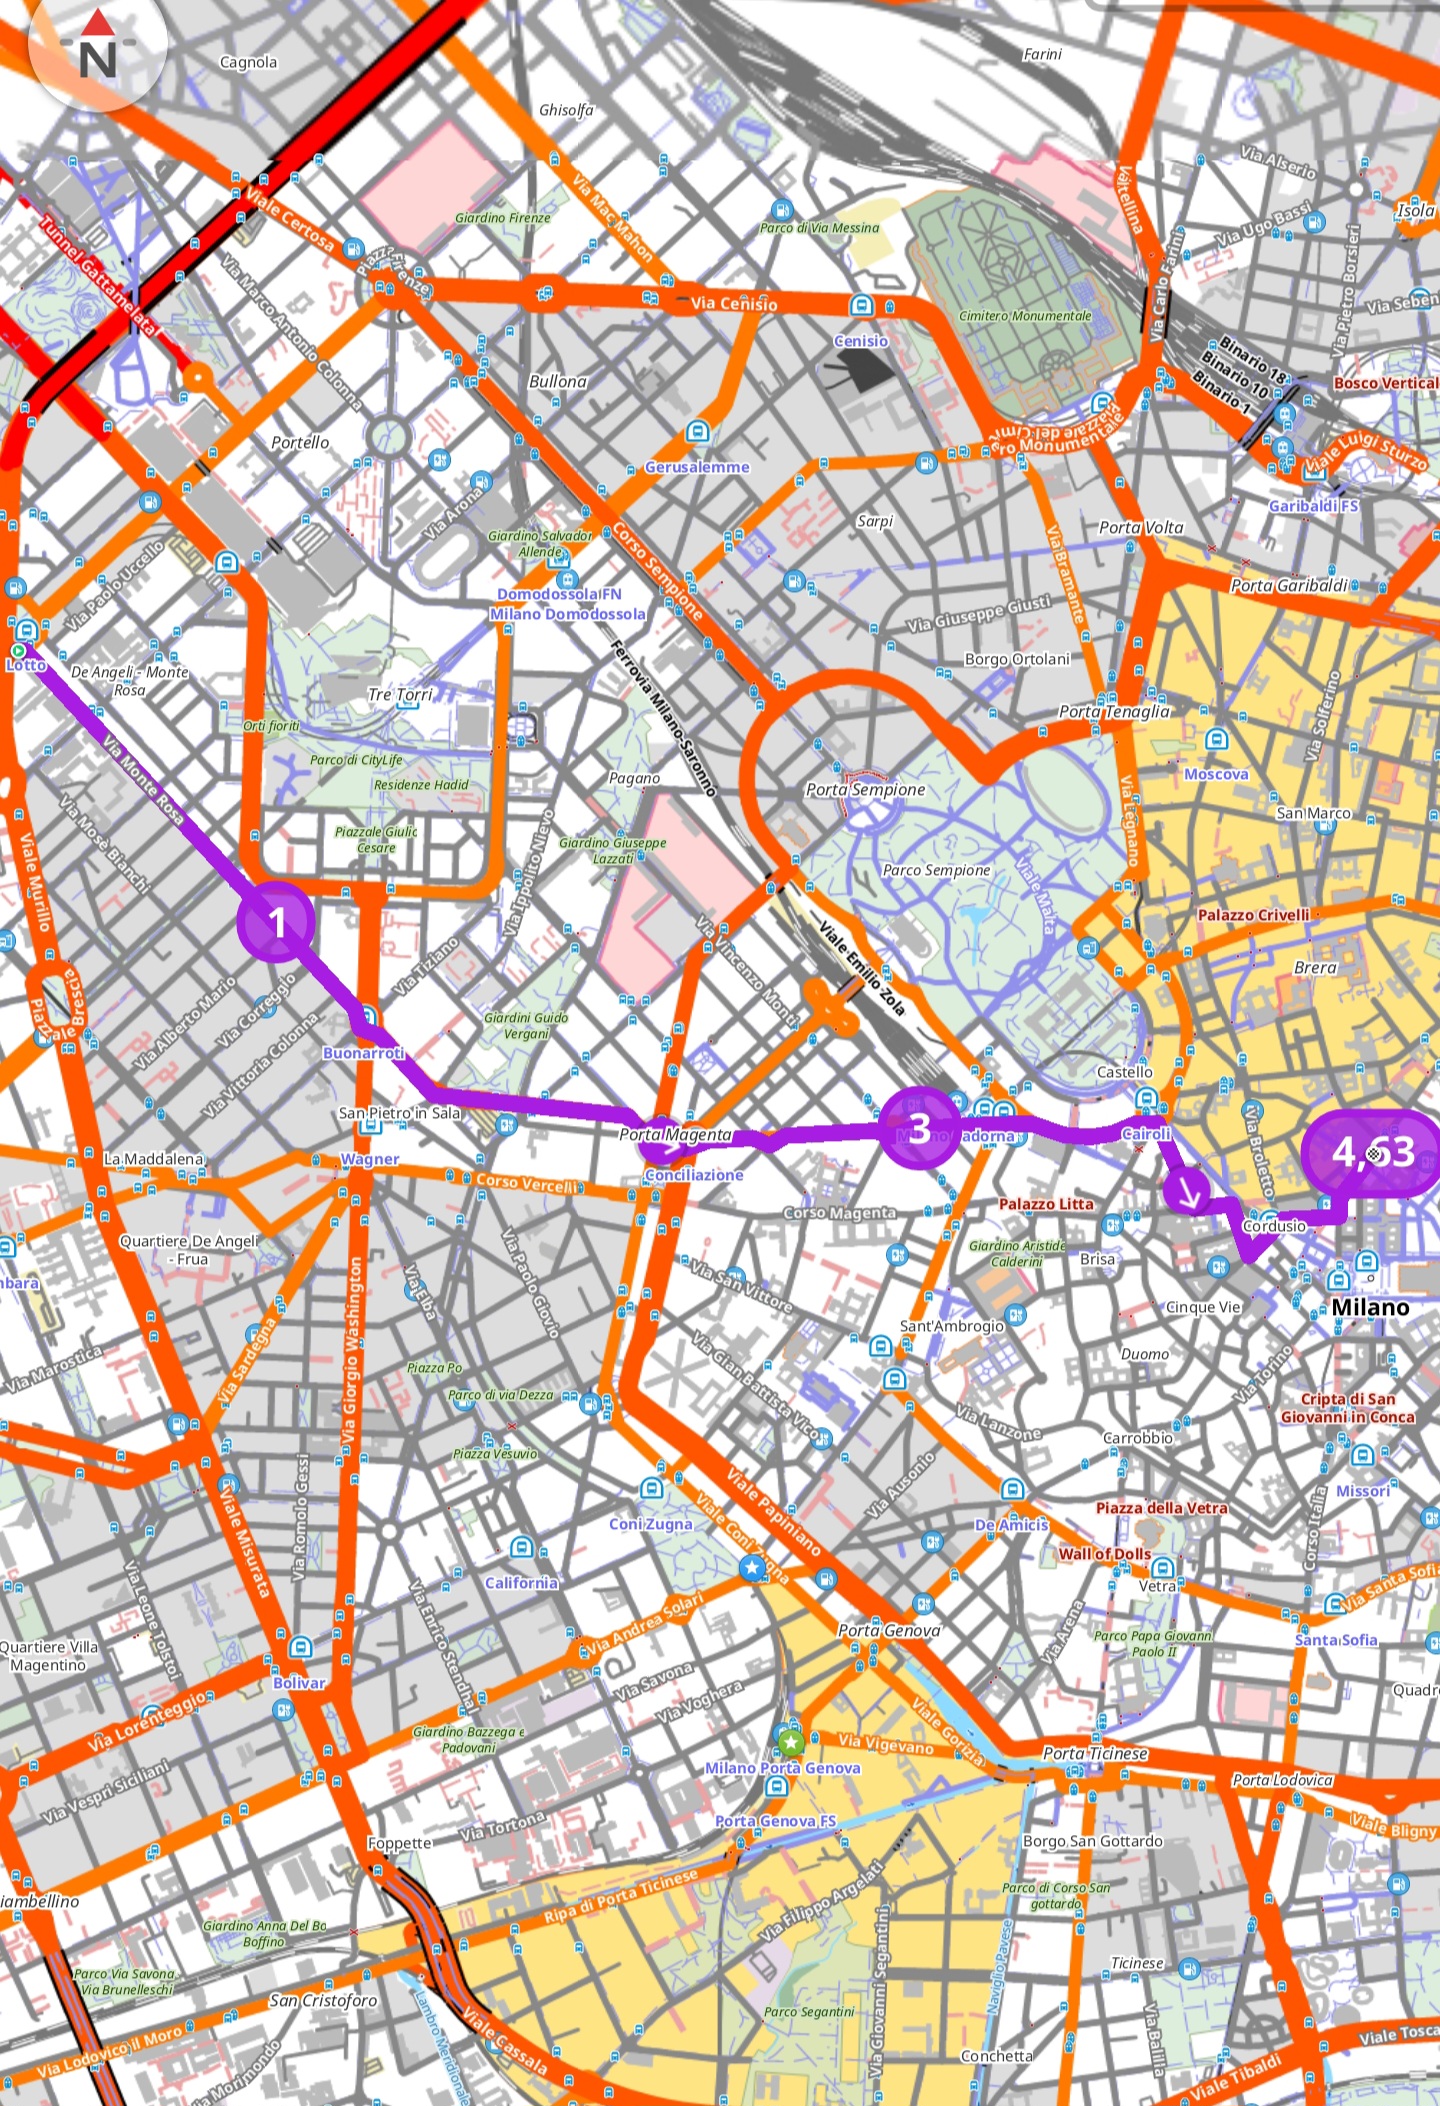 N
Cagnola
Farini
Ghisolfa
Via Alserio
Isola
Via Mac Mahon
Giardino Firenze
Parco di Via Messina
Valtellina
Via Ugo Bassi
Viale Certosa
Tunnel Gattamelata
Piazza Firenze
Via Carlo Farini
Via Pietro Borsieri
Via Marco Antonio Colonna
Via Cenisio
Cenisio
Cimitero Monumentale
Via Seben
Binario 18
Binario 10
Binario 1
Bosco Vertical
Bullona
Portello
Gerusalemme
Viale Luigi Sturzo
Garibaldi FS
Via Arona
Sarpi
Porta Volta
Giardino Salvador
Allende
Corso Sempione
Via Bramante
Via Paolo Uccello
Domodossola FN
Milano Domodossola
Porta Garibaldi
Via Giuseppe Giusti
Lotto
De Angeli - Monte
Rosa
Borgo Ortolani
Ferrovia Milano-Saronno
Tre Torri
Porta Tenaglia
Via Solferino
Orti fioriti
Via Monte Rosa
Parco di CityLife
Residenze Hadid
Pagano
Porta Sempione
Moscova
Via Legnano
San Marco
Via Mosè Bianchi
Piazzale Giulio
Cesare
Giardino Giuseppe
Lazzati
Via Ippolito Nievo
Parco Sempione
Viale Malta
Viale Murillo
1
Palazzo Crivelli
Via Vincenzo Monti
Viale Emilio Zola
Brera
Via Tiziano
Piazzale Brescia
Via Alberto Mario
Via Correggio
Via Vittoria Colonna
Giardini Guido
Vergani
Buonarroti
Castello
San Pietro in Sala
Porta Magenta
3
Cairoli
Via Broletto
4,63
La Maddalena
Wagner
Conciliazione
Corso Vercelli
Corso Magenta
Palazzo Litta
Cordusio
Quartiere De Angeli
- Frua
Via Paolo Giovio
Giardino Aristide
Calderini
Brisa
Via Elba
Via San Vittore
Cinque Vie
Milano
Via Giorgio Washington
Sant'Ambrogio
Duomo
Via Torino
Via Marostica
Via Sardegna
Piazza Po
Parco di via Dezza
Via Gian Battista Vico
Cripta di San
Giovanni in Conca
Via Lanzone
Carrobbio
Piazza Vesuvio
Via Romolo Gessi
Viale Misurata
Viale Papiniano
Via Ausonio
Missori
Coni Zugna
Viale Coni Zugna
De Amicis
Piazza della Vetra
Corso Italia
Wall of Dolls
Vetra
California
Via Leone Tolstoi
Via Enrico Stendhal
Via Andrea Solari
Via Santa Sofia
Porta Genova
Via Arena
Parco Papa Giovanni
Paolo II
Santa Sofia
Quartiere Villa
Magentino
Bolivar
Via Savona
Via Voghera
Viale Gorizia
Quadr
Via Lorenteggio
Giardino Bazzega e
Padovani
Via Vigevano
Milano Porta Genova
Porta Ticinese
Porta Lodovica
Via Vespri Siciliani
Via Tortona
Porta Genova FS
Foppette
Borgo San Gottardo
Viale Bligny
Ripa di Porta Ticinese
Via Filippo Argelati
Parco di Corso San
gottardo
iambellino
Giardino Anna Del Bo
Boffino
Via Giovanni Segantini
Naviglio Pavese
Parco Via Savona
Via Brunelleschi
Ticinese
San Cristoforo
Parco Segantini
Lambro Meridionale
Viale Cassala
Via Lodovico il Moro
Via Morimondo
Conchetta
Via Balilla
Viale Tibaldi
Viale Tosca